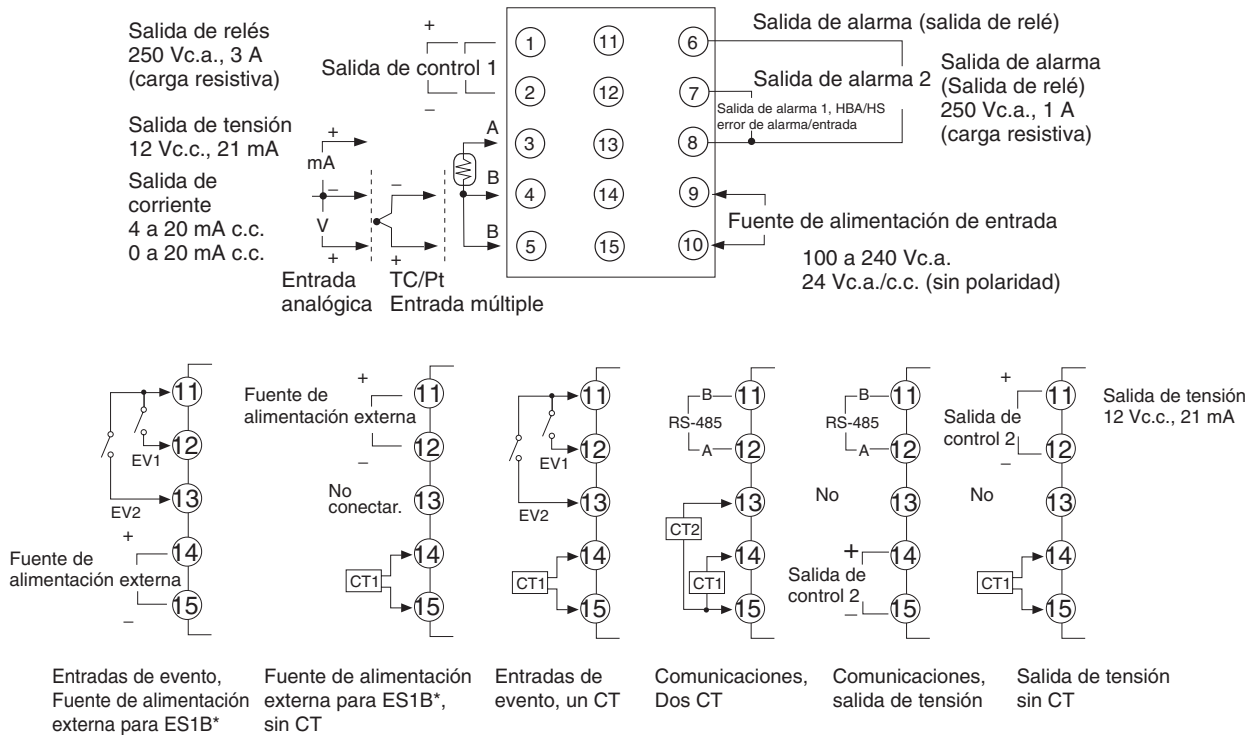 Salida de relés
250 Vc.a., 3 A
(carga resistiva)
Salida de tensión
12 Vc.c., 21 mA
Salida de
corriente
4 a 20 mA c.c.
0 a 20 mA c.c.
+
Salida de control 1
–
+
mA
–
V
+
Entrada
analógica
–
+
TC/Pt
Entrada múltiple
A
B
B
1
2
3
4
5
11
12
13
14
15
6
7
8
9
10
Salida de alarma (salida de relé)
Salida de alarma 2
Salida de alarma 1, HBA/HS
error de alarma/entrada
Salida de alarma
(Salida de relé)
250 Vc.a., 1 A
(carga resistiva)
Fuente de alimentación de entrada
100 a 240 Vc.a.
24 Vc.a./c.c. (sin polaridad)
11
12
EV1
13
EV2
+
14
Fuente de
alimentación externa
15
–
Entradas de evento,
Fuente de alimentación
externa para ES1B*
+
11
Fuente de
alimentación externa
12
–
No
conectar.
13
14
CT1
15
Fuente de alimentación
externa para ES1B*,
sin CT
11
12
EV1
13
EV2
14
CT1
15
Entradas de
evento, un CT
B
11
RS-485
A
12
13
CT2
14
CT1
15
Comunicaciones,
Dos CT
B
11
RS-485
A
12
No
13
+
14
Salida de
control 2
–
15
Comunicaciones,
salida de tensión
+
11
Salida de
control 2
12
–
No
13
14
CT1
15
Salida de tensión
12 Vc.c., 21 mA
Salida de tensión
sin CT